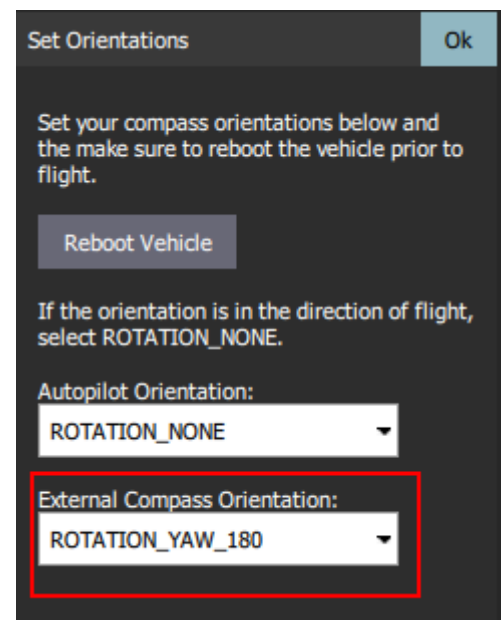 Set Orientations
Ok
Set your compass orientations below and
the make sure to reboot the vehicle prior to
flight.
Reboot Vehicle
If the orientation is in the direction of flight,
select ROTATION_NONE.
Autopilot Orientation:
ROTATION_NONE
External Compass Orientation:
ROTATION_YAW_180